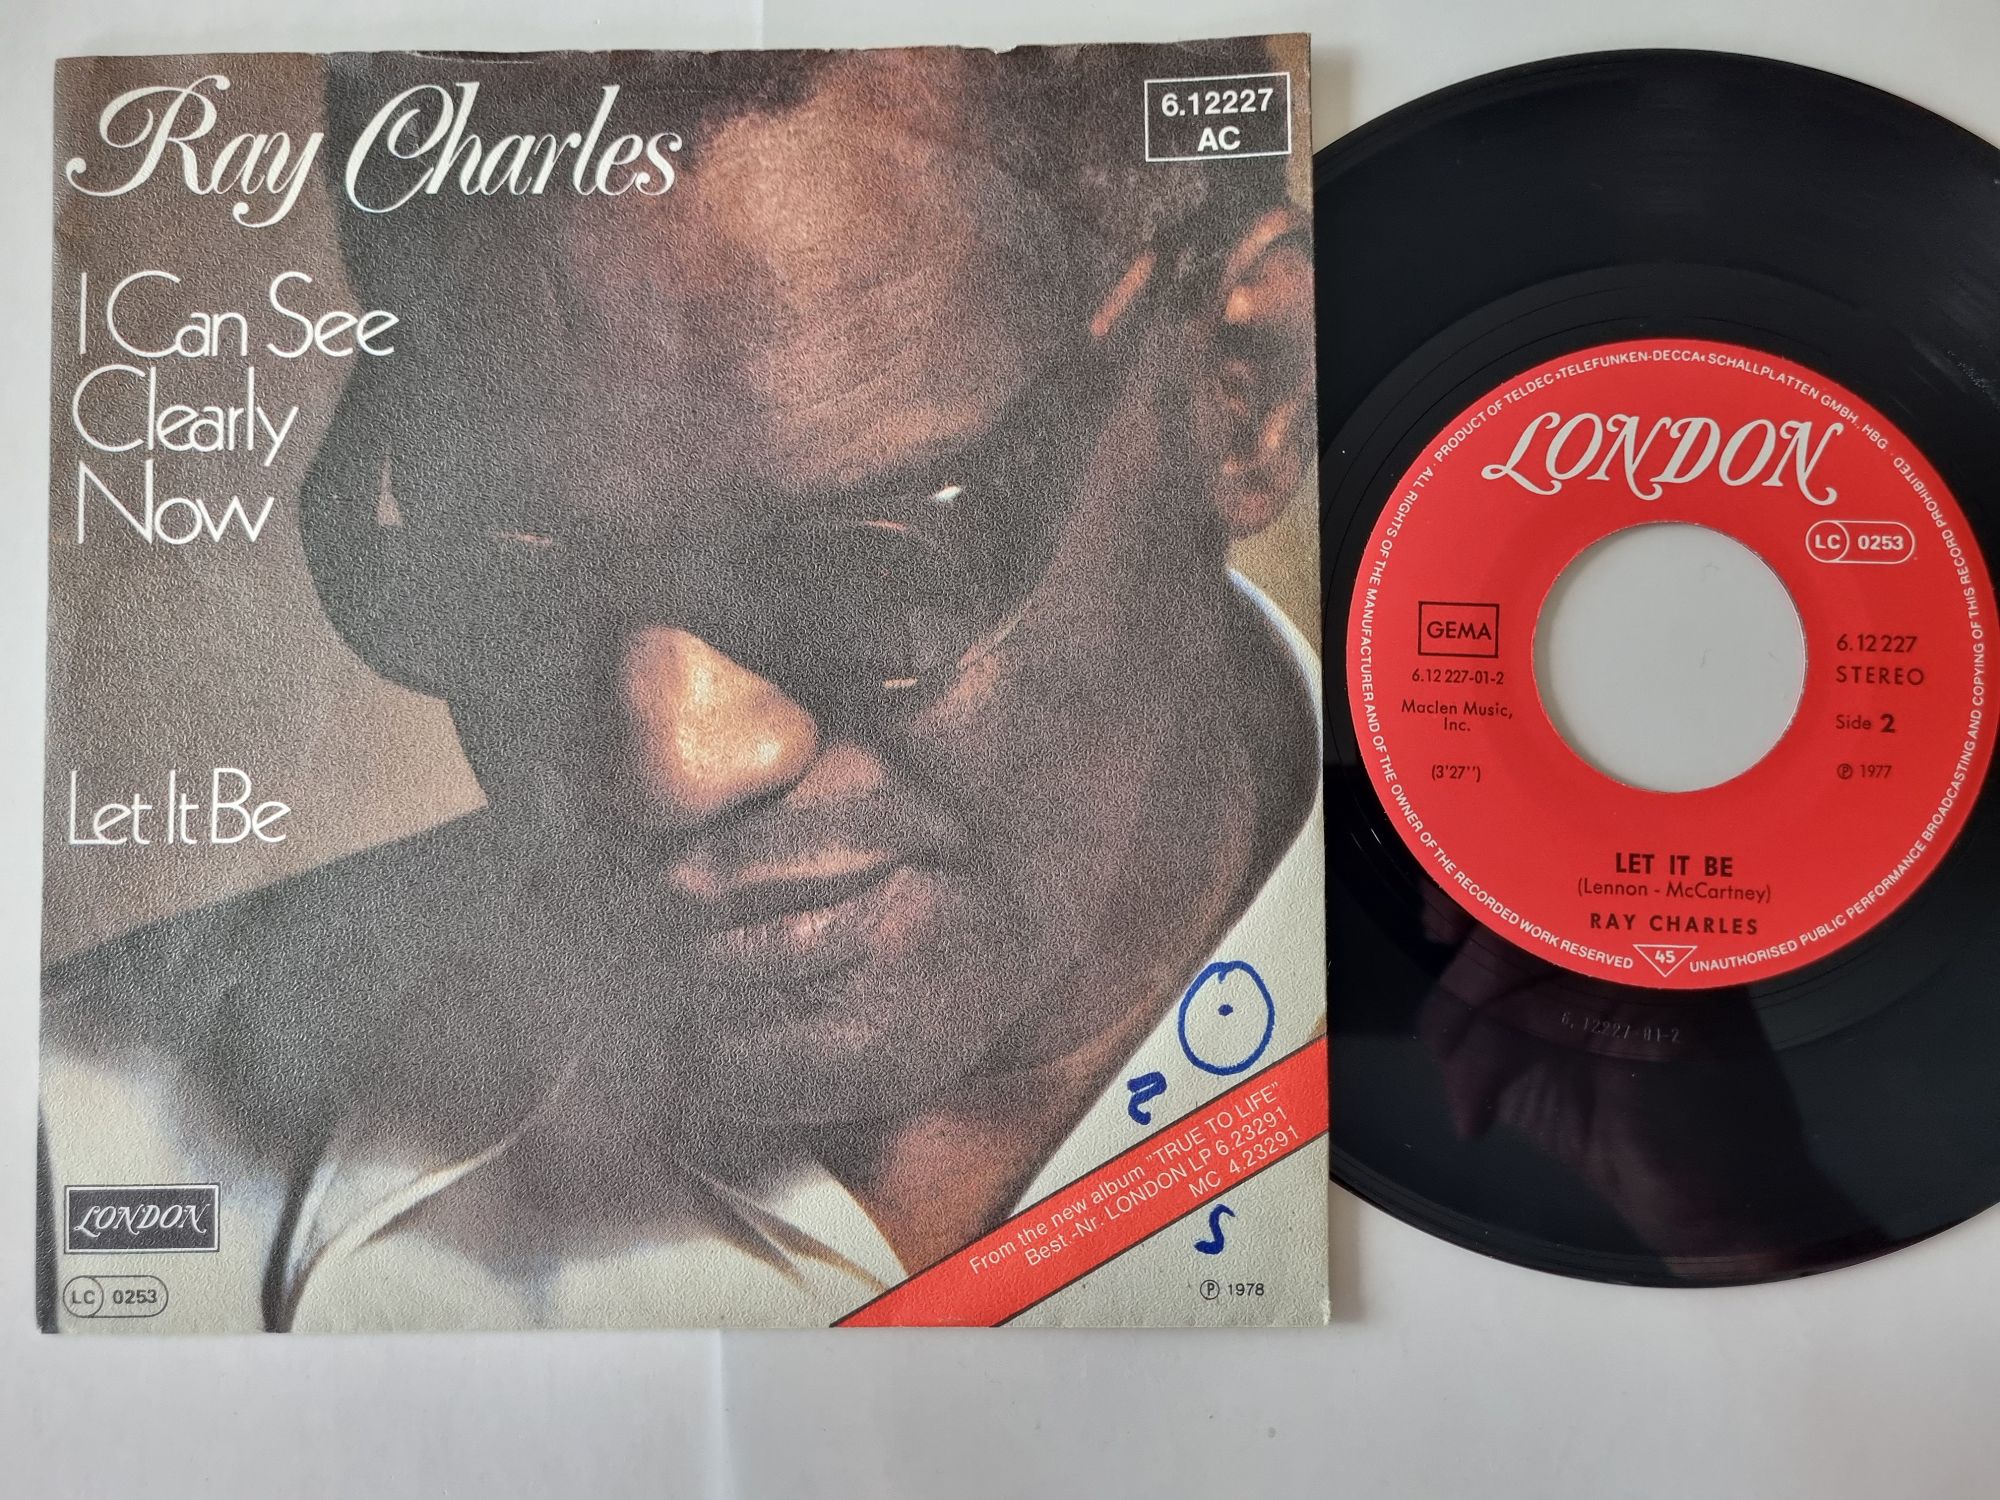 Ray Charles
6.12227
AC
I Can See
Clearly
Now
Let It Be
LONDON
LC 0253
From the new album "TRUE TO LIFE"
Best.-Nr. LONDON LP 6.23291
MC 4.23291
℗ 1978
PRODUCT OF TELDEC »TELEFUNKEN-DECCA« SCHALLPLATTEN GMBH., HBG · ALL RIGHTS OF THE MANUFACTURER AND OF THE OWNER OF THE RECORDED WORK RESERVED
UNAUTHORISED PUBLIC PERFORMANCE BROADCASTING AND COPYING OF THIS RECORD PROHIBITED
LONDON
LC 0253
GEMA
6.12 227-01-2
Maclen Music,
Inc.
(3'27'')
6.12 227
STEREO
Side 2
℗ 1977
LET IT BE
(Lennon - McCartney)
RAY CHARLES
45
6.12227-01-2